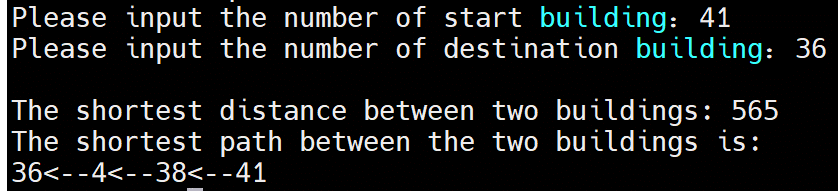 Please input the number of start building：41
Please input the number of destination building：36
The shortest distance between two buildings: 565
The shortest path between the two buildings is:
36<--4<--38<--41